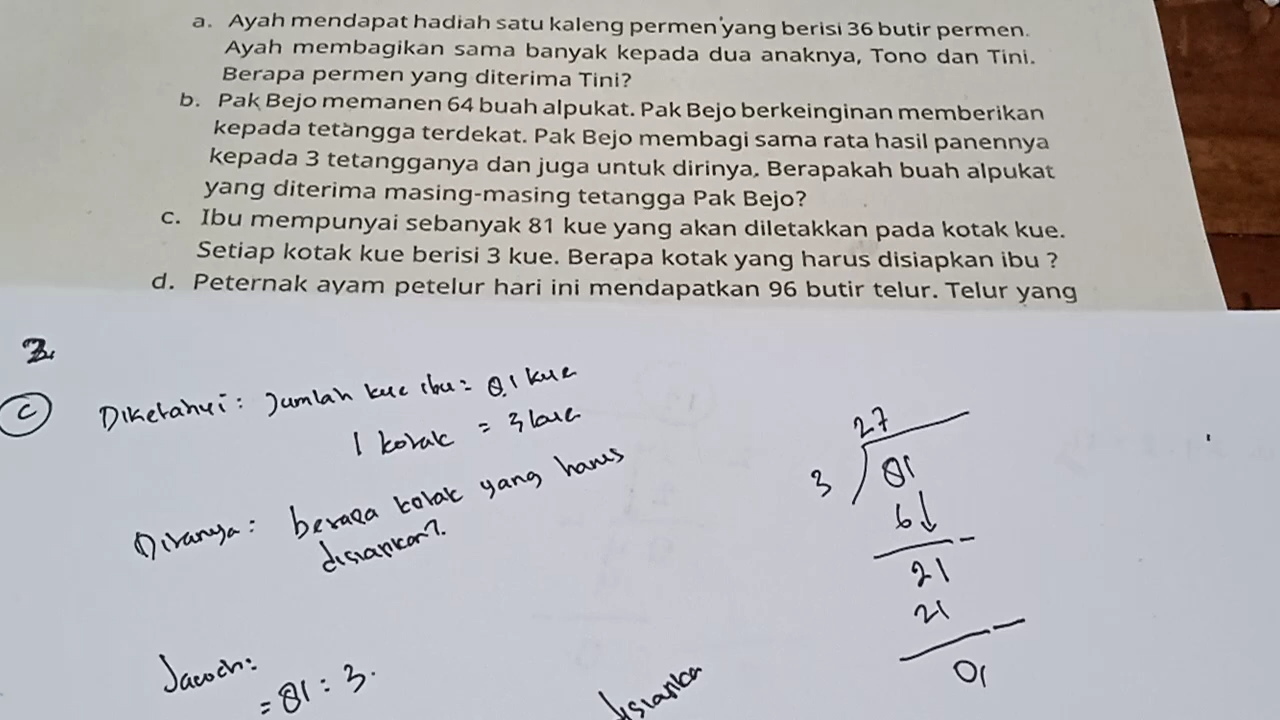 a. Ayah mendapat hadiah satu kaleng permen yang berisi 36 butir permen.
Ayah membagikan sama banyak kepada dua anaknya, Tono dan Tini.
Berapa permen yang diterima Tini?
b. Pak Bejo memanen 64 buah alpukat. Pak Bejo berkeinginan memberikan
kepada tetangga terdekat. Pak Bejo membagi sama rata hasil panennya
kepada 3 tetangganya dan juga untuk dirinya. Berapakah buah alpukat
yang diterima masing-masing tetangga Pak Bejo?
c. Ibu mempunyai sebanyak 81 kue yang akan diletakkan pada kotak kue.
Setiap kotak kue berisi 3 kue. Berapa kotak yang harus disiapkan ibu ?
d. Peternak ayam petelur hari ini mendapatkan 96 butir telur. Telur yang
2.
c Diketahui: Jumlah kue ibu = 81 kue
1 kotak = 3 kue
Ditanya: berapa kotak yang harus
disiapkan?
Jawab:
= 81 : 3.
27
3 81
6↓ -
21
21 -
0